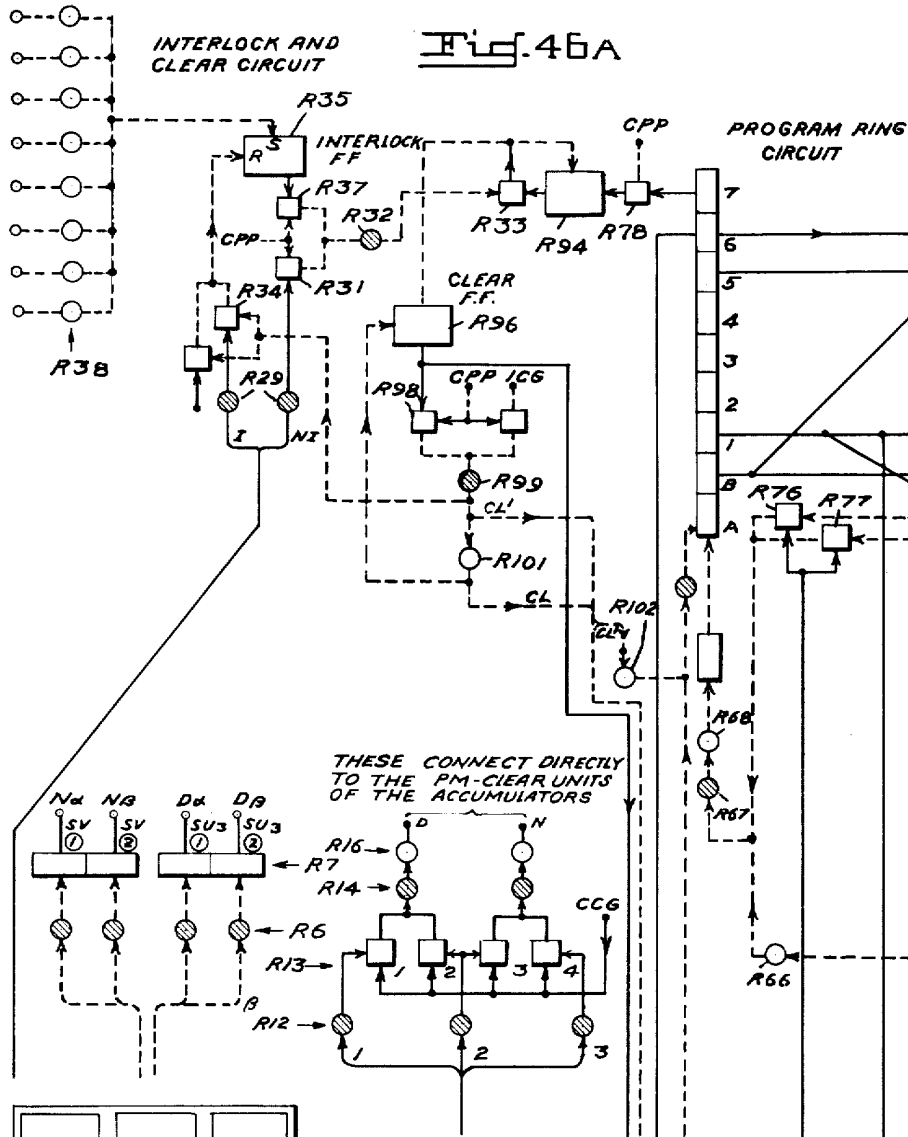 Fig. 46A
INTERLOCK AND
CLEAR CIRCUIT
R35
S
R
INTERLOCK
FF
R37
R32
CPP
R31
R34
R38
R29
I
NI
CPP
R33
R94
R78
PROGRAM RING
CIRCUIT
7
6
5
4
3
2
1
B
A
CLEAR
F.F.
R96
CPP
ICG
R98
R99
CL'
R101
CL
R102
R76
R77
R68
R67
R66
THESE CONNECT DIRECTLY
TO THE PM-CLEAR UNITS
OF THE ACCUMULATORS
Nα
Nβ
Dα
Dβ
SV
1
SV
2
SU3
1
SU3
2
R7
R6
β
D
N
R16
R14
CCG
R13
1
2
3
4
R12
1
2
3